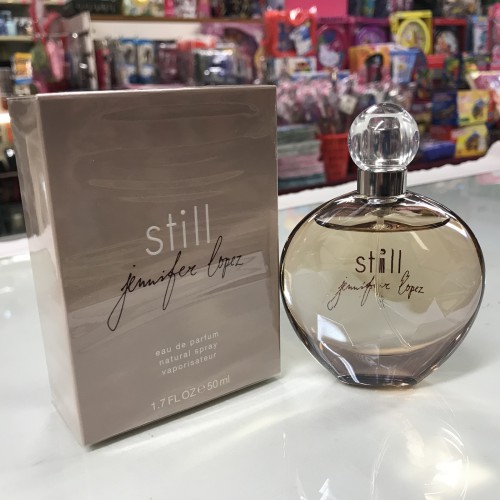 still
jennifer lopez
eau de parfum
natural spray
vaporisateur
1.7 FL OZ ℮ 50 ml
still
jennifer lopez